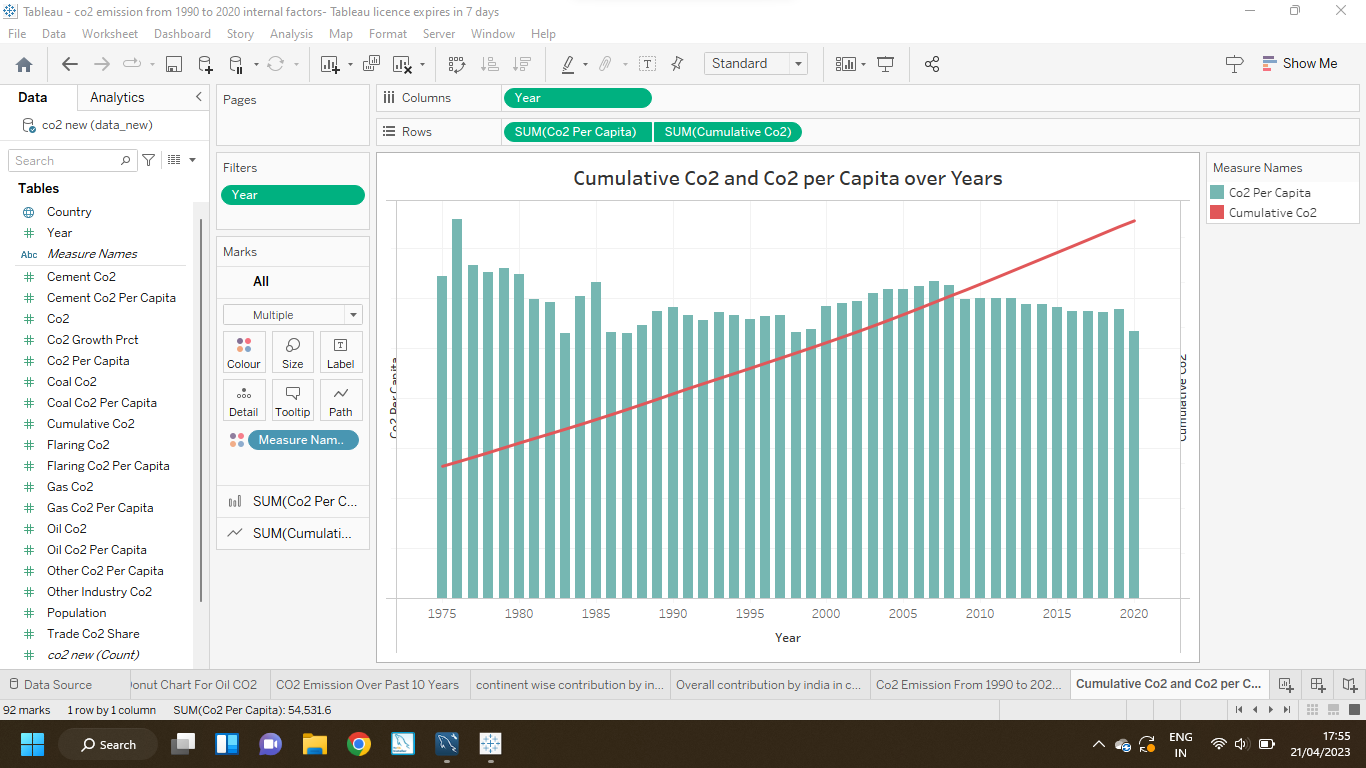 Tableau - co2 emission from 1990 to 2020 internal factors- Tableau licence expires in 7 days
File Data Worksheet Dashboard Story Analysis Map Format Server Window Help
Standard
Show Me
Data Analytics
co2 new (data_new)
Search
Tables
Country
Year
Abc Measure Names
Cement Co2
Cement Co2 Per Capita
Co2
Co2 Growth Prct
Co2 Per Capita
Coal Co2
Coal Co2 Per Capita
Cumulative Co2
Flaring Co2
Flaring Co2 Per Capita
Gas Co2
Gas Co2 Per Capita
Oil Co2
Oil Co2 Per Capita
Other Co2 Per Capita
Other Industry Co2
Population
Trade Co2 Share
co2 new (Count)
Pages
Filters
Year
Marks
All
Multiple
Colour Size Label
Detail Tooltip Path
Measure Nam..
SUM(Co2 Per C...
SUM(Cumulati...
Columns Year
Rows SUM(Co2 Per Capita) SUM(Cumulative Co2)
Cumulative Co2 and Co2 per Capita over Years
Co2 Per Capita
Cumulative Co2
1975 1980 1985 1990 1995 2000 2005 2010 2015 2020
Year
Measure Names
Co2 Per Capita
Cumulative Co2
Data Source Donut Chart For Oil CO2 CO2 Emission Over Past 10 Years continent wise contribution by in... Overall contribution by india in c... Co2 Emission From 1990 to 202... Cumulative Co2 and Co2 per C...
92 marks 1 row by 1 column SUM(Co2 Per Capita): 54,531.6
Search
ENG
IN
17:55
21/04/2023